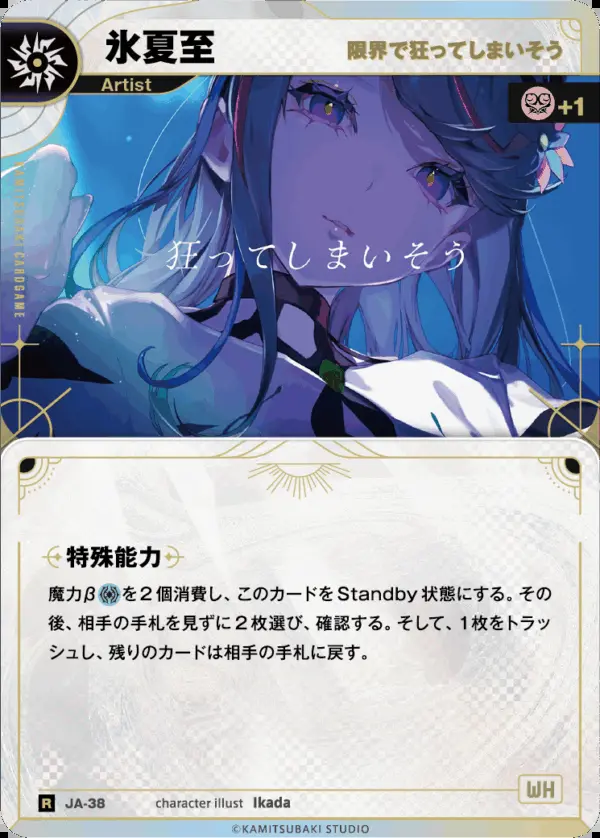 氷夏至
限界で狂ってしまいそう
Artist
+1
KAMITSUBAKI CARDGAME
狂ってしまいそう
特殊能力
魔力βを2個消費し、このカードをStandby状態にする。その
後、相手の手札を見ずに2枚選び、確認する。そして、1枚をトラッ
シュし、残りのカードは相手の手札に戻す。
WH
R JA-38 character illust Ikada
©KAMITSUBAKI STUDIO